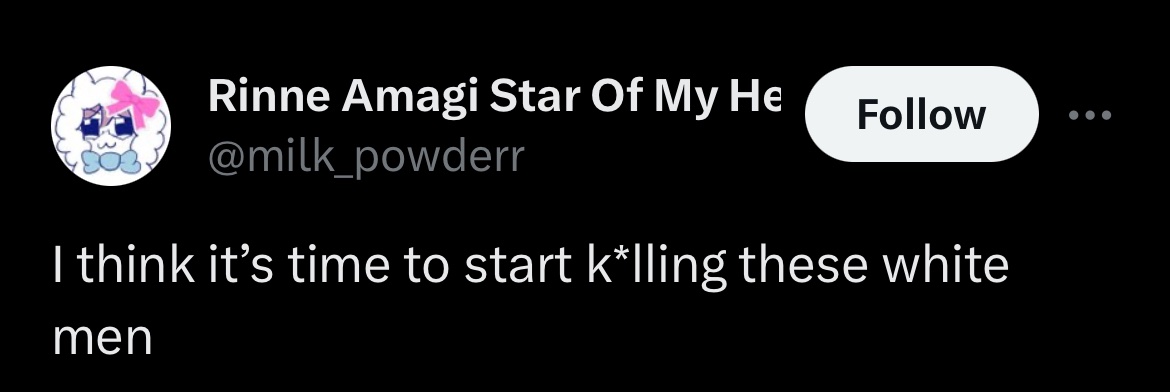 Rinne Amagi Star Of My He
Follow
@milk_powderr
I think it’s time to start k*lling these white
men